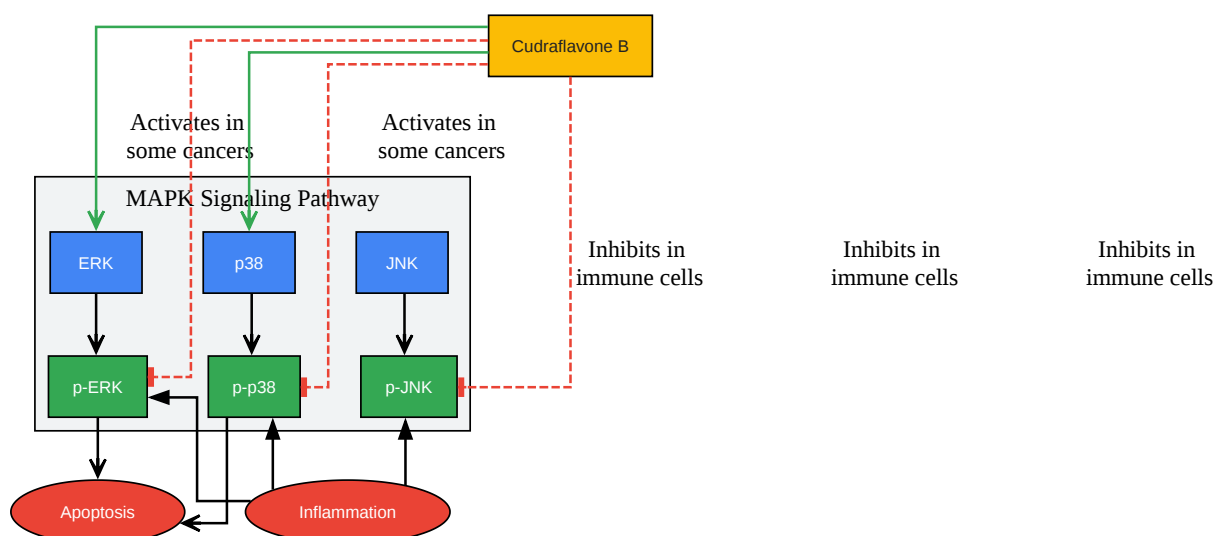 Cudraflavone B
Activates in
some cancers
Activates in
some cancers
MAPK Signaling Pathway
ERK
p38
JNK
Inhibits in
immune cells
Inhibits in
immune cells
Inhibits in
immune cells
p-ERK
p-p38
p-JNK
Apoptosis
Inflammation